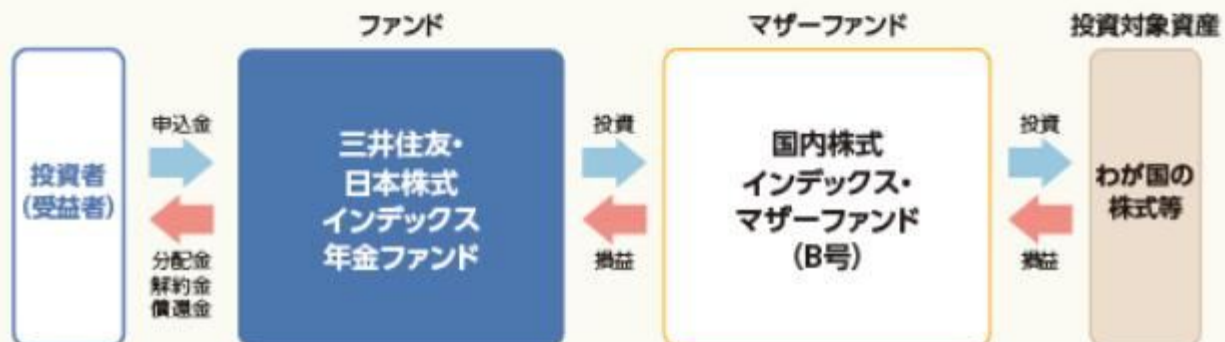 ファンド
マザーファンド
投資対象資産
投資者
(受益者)
申込金
分配金
解約金
償還金
三井住友・
日本株式
インデックス
年金ファンド
投資
損益
国内株式
インデックス・
マザーファンド
(B号)
投資
損益
わが国の
株式等